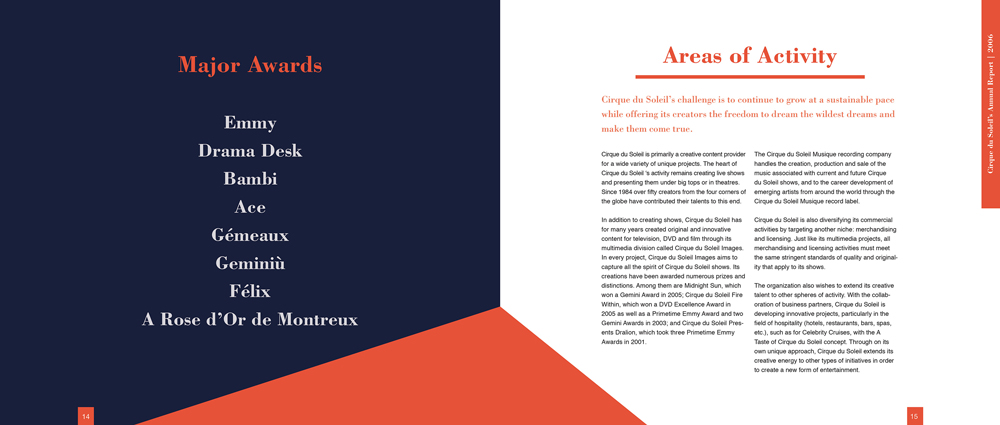 Major Awards
Emmy
Drama Desk
Bambi
Ace
Gémeaux
Geminiù
Félix
A Rose d'Or de Montreux
14
Areas of Activity
Cirque du Soleil's challenge is to continue to grow at a sustainable pace
while offering its creators the freedom to dream the wildest dreams and
make them come true.
Cirque du Soleil is primarily a creative content provider
for a wide variety of unique projects. The heart of
Cirque du Soleil 's activity remains creating live shows
and presenting them under big tops or in theatres.
Since 1984 over fifty creators from the four corners of
the globe have contributed their talents to this end.
In addition to creating shows, Cirque du Soleil has
for many years created original and innovative
content for television, DVD and film through its
multimedia division called Cirque du Soleil Images.
In every project, Cirque du Soleil Images aims to
capture all the spirit of Cirque du Soleil shows. Its
creations have been awarded numerous prizes and
distinctions. Among them are Midnight Sun, which
won a Gemini Award in 2005; Cirque du Soleil Fire
Within, which won a DVD Excellence Award in
2005 as well as a Primetime Emmy Award and two
Gemini Awards in 2003; and Cirque du Soleil Pres-
ents Dralion, which took three Primetime Emmy
Awards in 2001.
The Cirque du Soleil Musique recording company
handles the creation, production and sale of the
music associated with current and future Cirque
du Soleil shows, and to the career development of
emerging artists from around the world through the
Cirque du Soleil Musique record label.
Cirque du Soleil is also diversifying its commercial
activities by targeting another niche: merchandising
and licensing. Just like its multimedia projects, all
merchandising and licensing activities must meet
the same stringent standards of quality and original-
ity that apply to its shows.
The organization also wishes to extend its creative
talent to other spheres of activity. With the collab-
oration of business partners, Cirque du Soleil is
developing innovative projects, particularly in the
field of hospitality (hotels, restaurants, bars, spas,
etc.), such as for Celebrity Cruises, with the A
Taste of Cirque du Soleil concept. Through on its
own unique approach, Cirque du Soleil extends its
creative energy to other types of initiatives in order
to create a new form of entertainment.
15
Cirque du Soleil's Annual Report | 2006